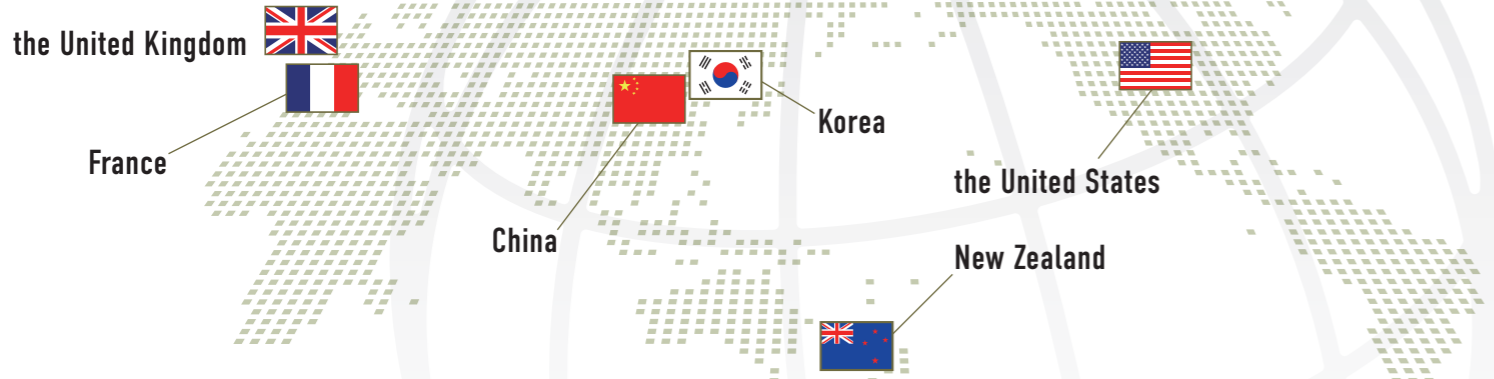 the United Kingdom
France
China
Korea
the United States
New Zealand